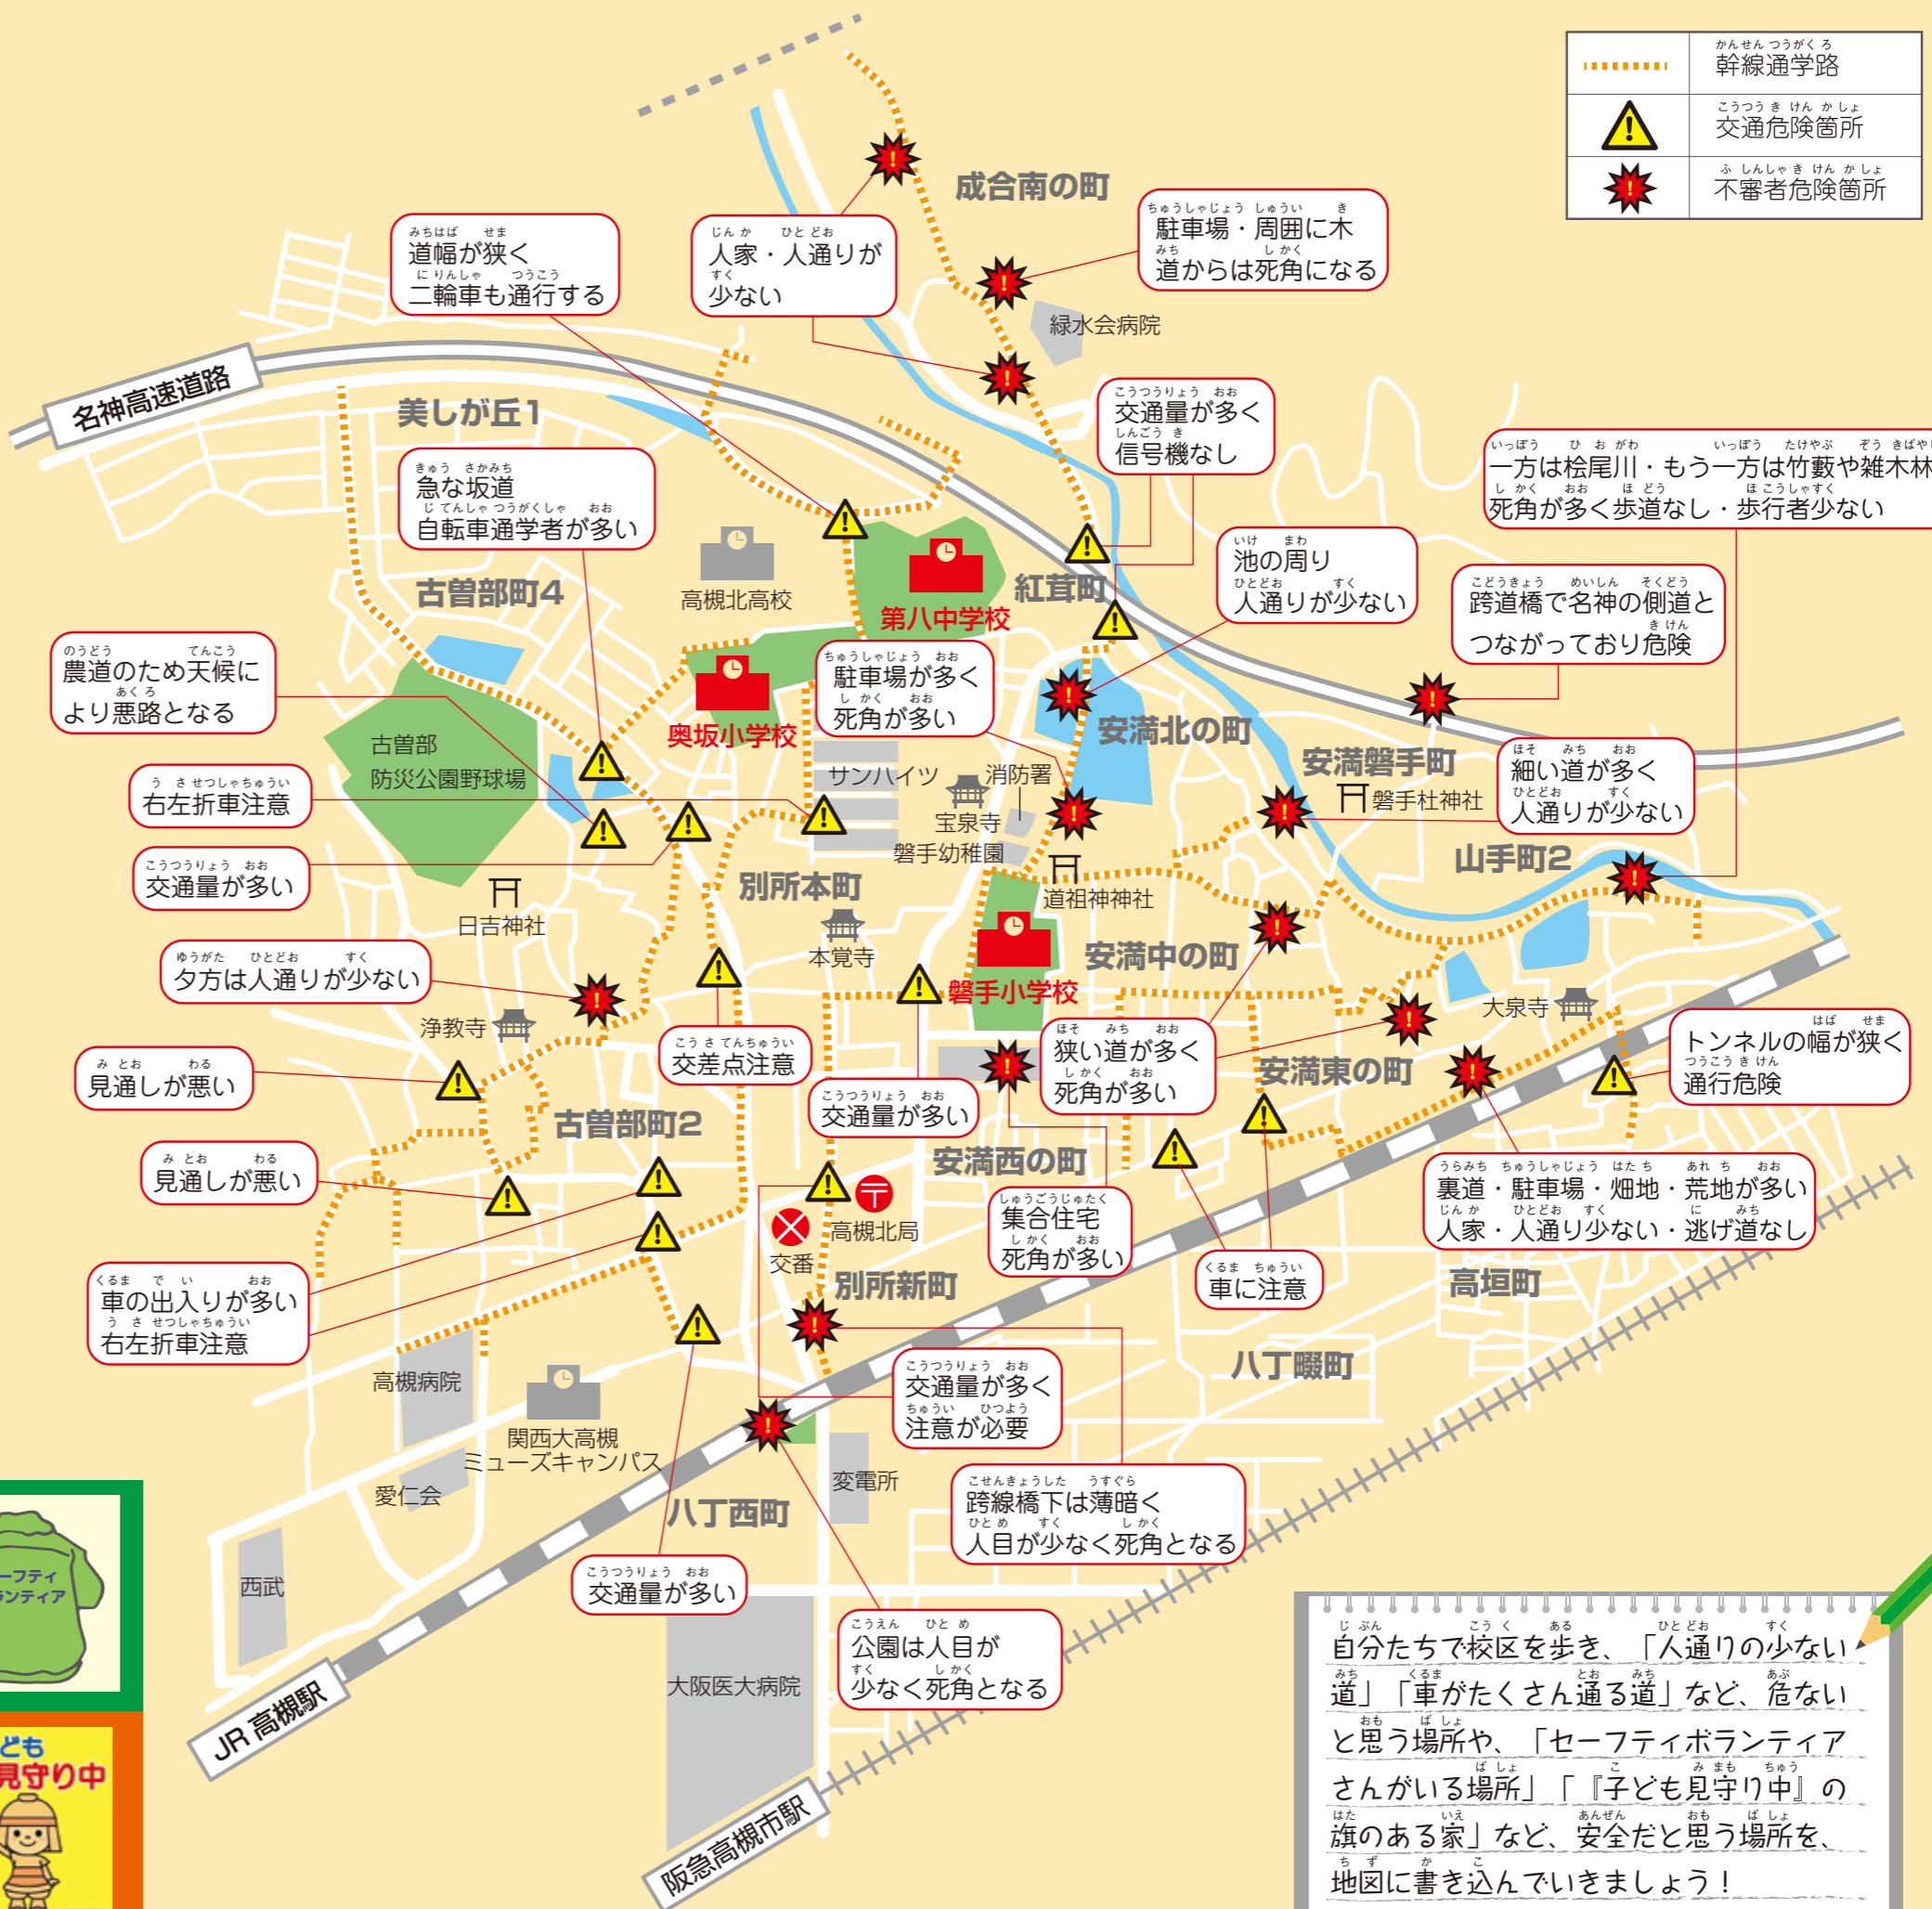 幹線通学路
交通危険箇所
不審者危険箇所
成合南の町
道幅が狭く
二輪車も通行する
人家・人通りが
少ない
駐車場・周囲に木
道からは死角になる
緑水会病院
名神高速道路
美しが丘1
交通量が多く
信号機なし
一方は桧尾川・もう一方は竹藪や雑木林
死角が多く歩道なし・歩行者少ない
急な坂道
自転車通学者が多い
高槻北高校
第八中学校
紅茸町
池の周り
人通りが少ない
跨道橋で名神の側道と
つながっており危険
古曽部町4
農道のため天候に
より悪路となる
奥坂小学校
駐車場が多く
死角が多い
安満北の町
安満磐手町
磐手杜神社
細い道が多く
人通りが少ない
古曽部
防災公園野球場
右左折車注意
サンハイツ
消防署
宝泉寺
磐手幼稚園
交通量が多い
別所本町
道祖神神社
山手町2
日吉神社
本覚寺
安満中の町
磐手小学校
夕方は人通りが少ない
浄教寺
交差点注意
狭い道が多く
死角が多い
大泉寺
安満東の町
トンネルの幅が狭く
通行危険
見通しが悪い
交通量が多い
古曽部町2
安満西の町
見通しが悪い
高槻北局
交番
集合住宅
死角が多い
裏道・駐車場・畑地・荒地が多い
人家・人通り少ない・逃げ道なし
車に注意
車の出入りが多い
右左折車注意
別所新町
高垣町
高槻病院
交通量が多く
注意が必要
八丁畷町
関西大高槻
ミューズキャンパス
愛仁会
変電所
跨線橋下は薄暗く
人目が少なく死角となる
八丁西町
西武
交通量が多い
公園は人目が
少なく死角となる
大阪医大病院
JR 高槻駅
阪急高槻市駅
ーフティ
ランティア
ども
見守り中
自分たちで校区を歩き、「人通りの少ない
道」「車がたくさん通る道」など、危ない
と思う場所や、「セーフティボランティア
さんがいる場所」「『子ども見守り中』の
旗のある家」など、安全だと思う場所を、
地図に書き込んでいきましょう！